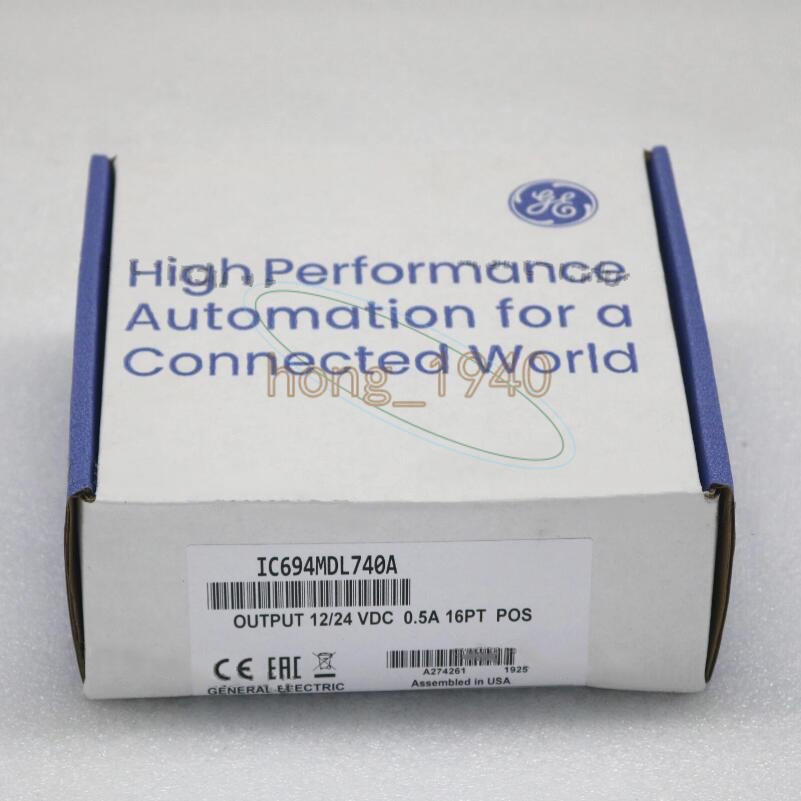 GE
High Performance
Automation for a
Connected World
hong_1940
IC694MDL740A
OUTPUT 12/24 VDC 0.5A 16PT POS
CE EAC
A274261 1925
GENERAL ELECTRIC
Assembled in USA